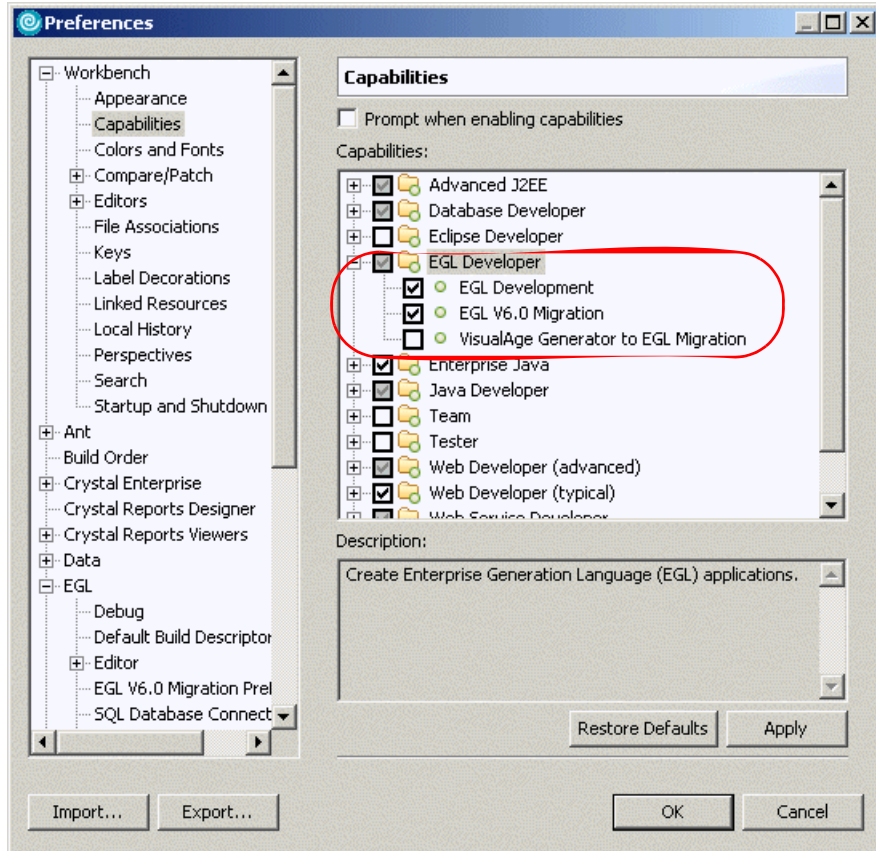 Preferences
Workbench
Appearance
Capabilities
Colors and Fonts
Compare/Patch
Editors
File Associations
Keys
Label Decorations
Linked Resources
Local History
Perspectives
Search
Startup and Shutdown
Ant
Build Order
Crystal Enterprise
Crystal Reports Designer
Crystal Reports Viewers
Data
EGL
Debug
Default Build Descriptor
Editor
EGL V6.0 Migration Pref
SQL Database Connect
Capabilities
Prompt when enabling capabilities
Capabilities:
Advanced J2EE
Database Developer
Eclipse Developer
EGL Developer
EGL Development
EGL V6.0 Migration
VisualAge Generator to EGL Migration
Enterprise Java
Java Developer
Team
Tester
Web Developer (advanced)
Web Developer (typical)
Web Service Developer
Description:
Create Enterprise Generation Language (EGL) applications.
Restore Defaults
Apply
Import...
Export...
OK
Cancel